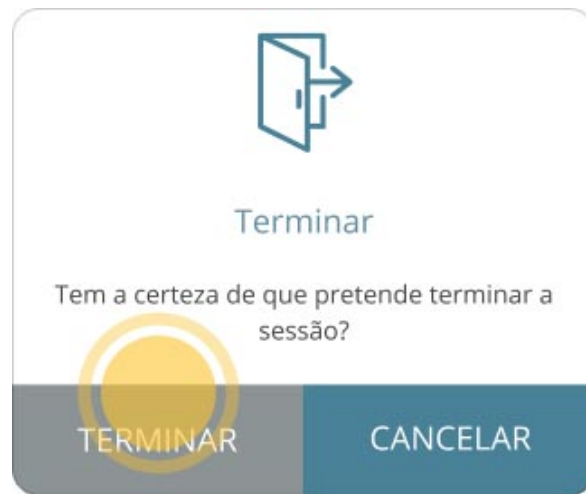 Terminar
Tem a certeza de que pretende terminar a
sessão?
TERMINAR
CANCELAR